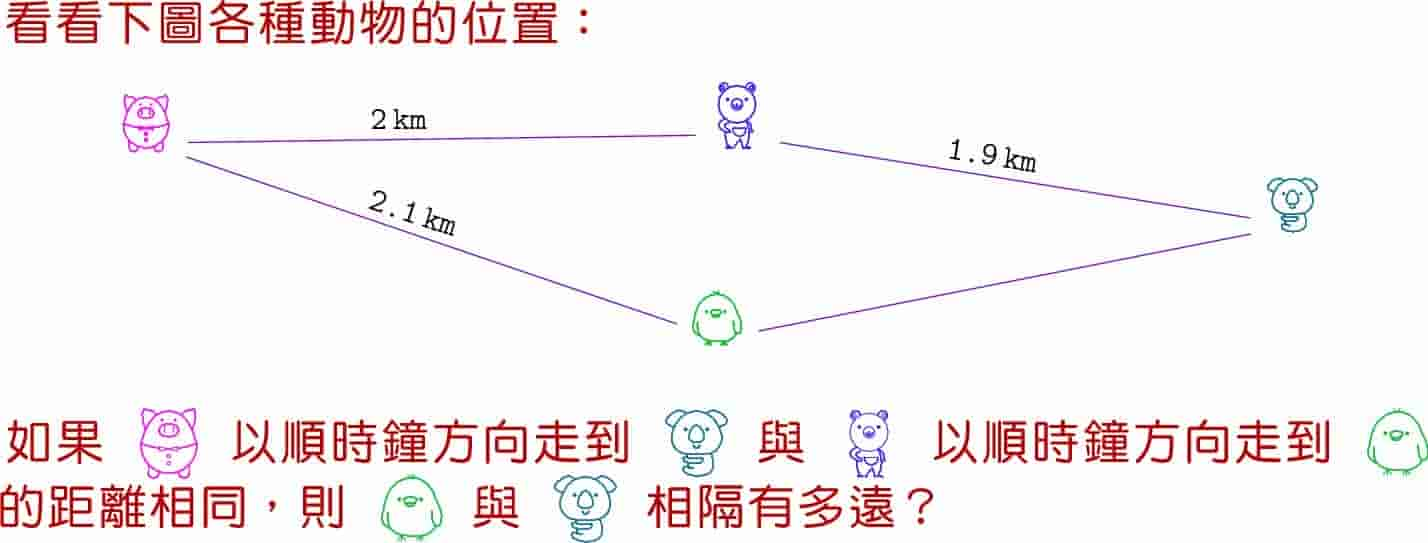 看看下圖各種動物的位置：
2 km
1.9 km
2.1 km
如果 以順時鐘方向走到 與 以順時鐘方向走到
的距離相同，則 與 相隔有多遠？